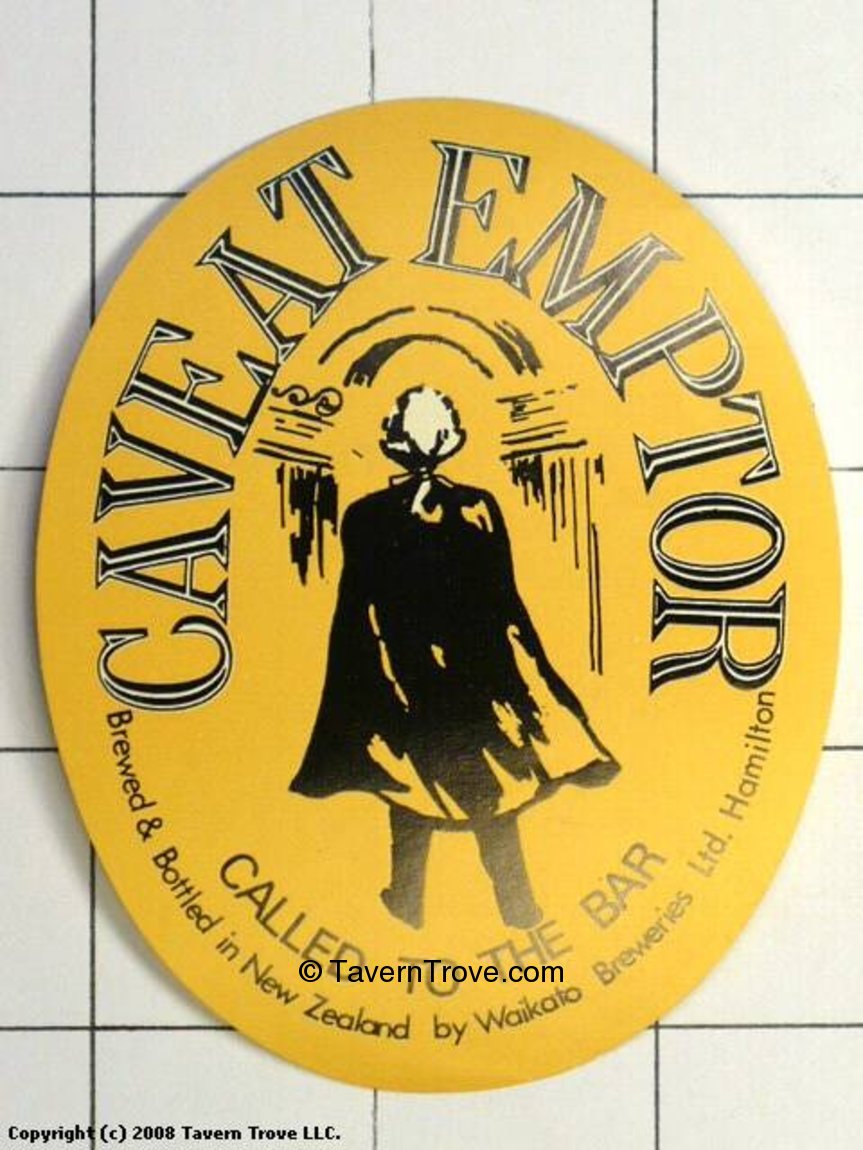 CAVEAT EMPTOR
CALLED TO THE BAR
Brewed & Bottled in New Zealand by Waikato Breweries Ltd. Hamilton
© TavernTrove.com
Copyright (c) 2008 Tavern Trove LLC.